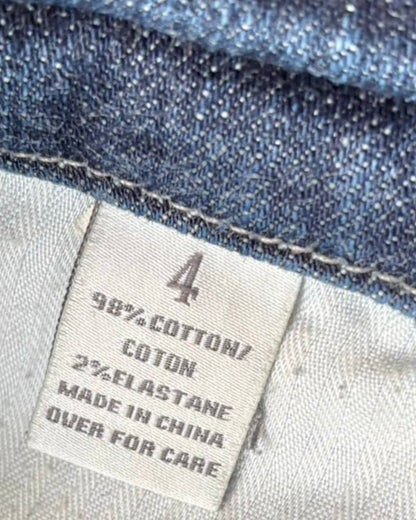 4
98% COTTON/
COTON
2% ELASTANE
MADE IN CHINA
OVER FOR CARE